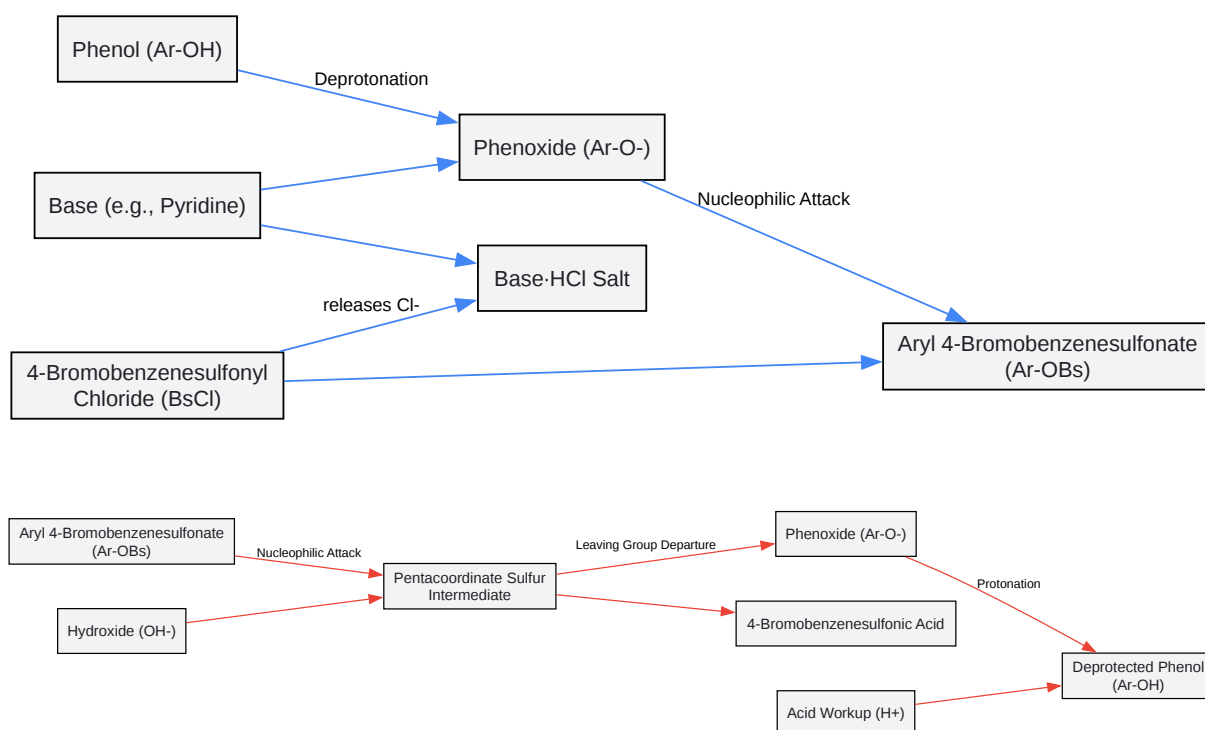 Phenol (Ar-OH)
Deprotonation
Phenoxide (Ar-O-)
Base (e.g., Pyridine)
Nucleophilic Attack
Base·HCl Salt
releases Cl-
4-Bromobenzenesulfonyl
Chloride (BsCl)
Aryl 4-Bromobenzenesulfonate
(Ar-OBs)
Aryl 4-Bromobenzenesulfonate
(Ar-OBs)
Nucleophilic Attack
Hydroxide (OH-)
Pentacoordinate Sulfur
Intermediate
Leaving Group Departure
Phenoxide (Ar-O-)
Protonation
4-Bromobenzenesulfonic Acid
Deprotected Phenol
(Ar-OH)
Acid Workup (H+)